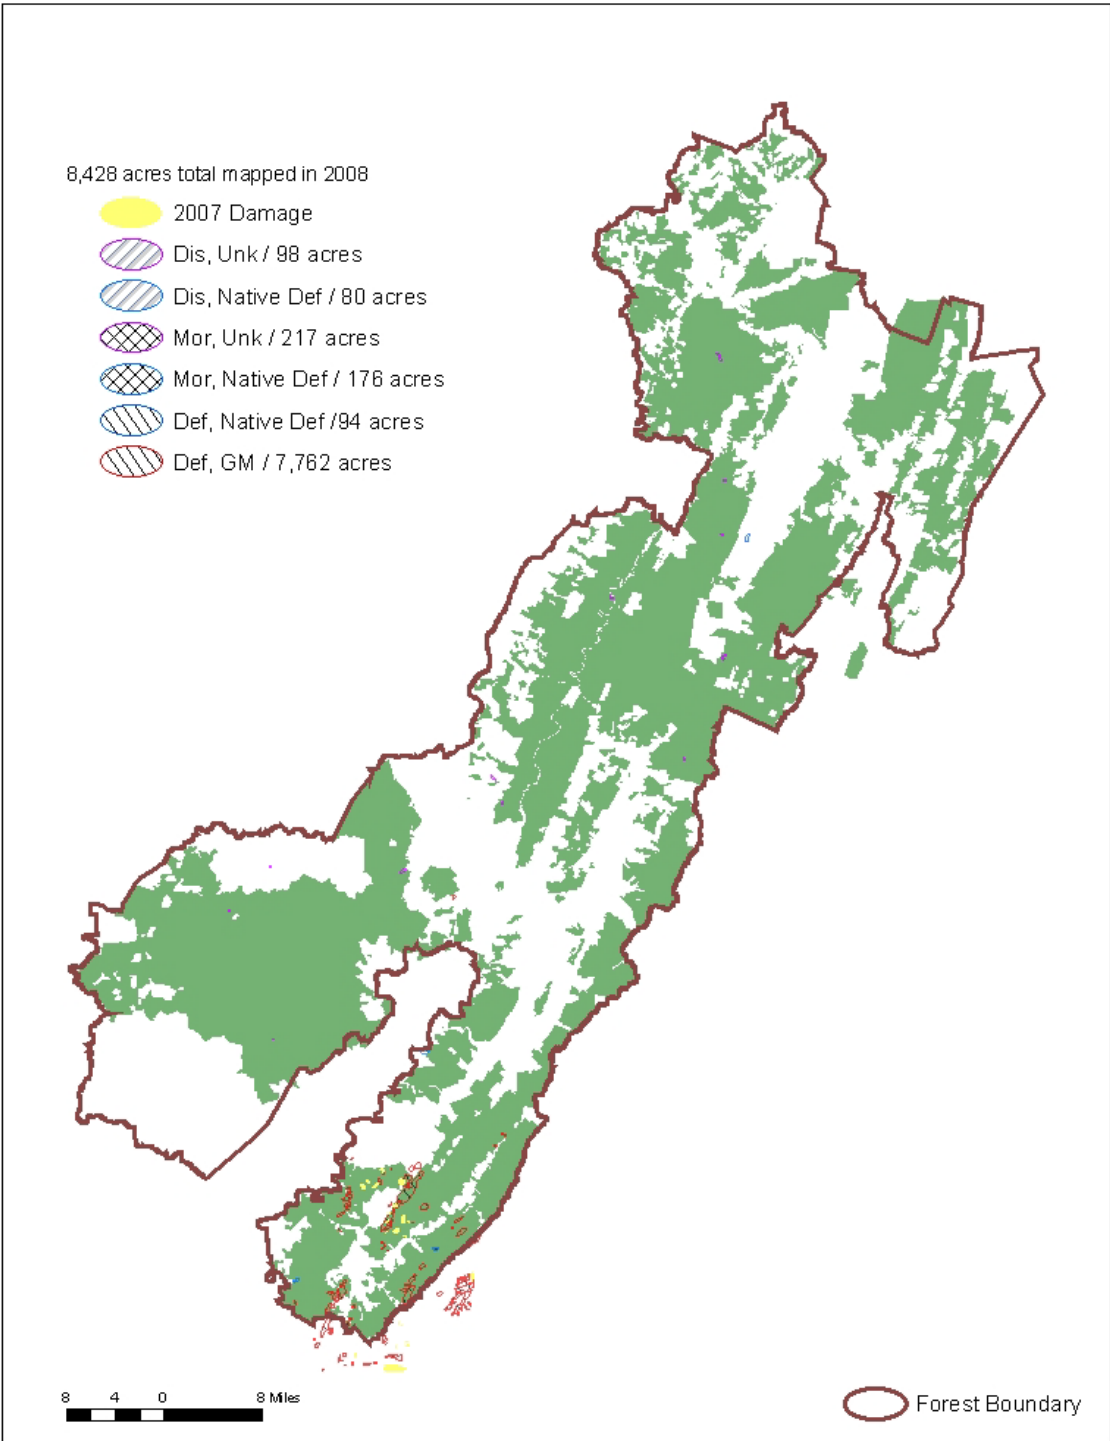 8,428 acres total mapped in 2008
2007 Damage
Dis, Unk / 98 acres
Dis, Native Def / 80 acres
Mor, Unk / 217 acres
Mor, Native Def / 176 acres
Def, Native Def /94 acres
Def, GM / 7,762 acres
8 4 0 8 Miles
Forest Boundary